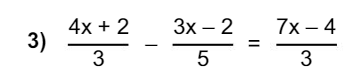 3) (4x + 2)/3 – (3x – 2)/5 = (7x – 4)/3